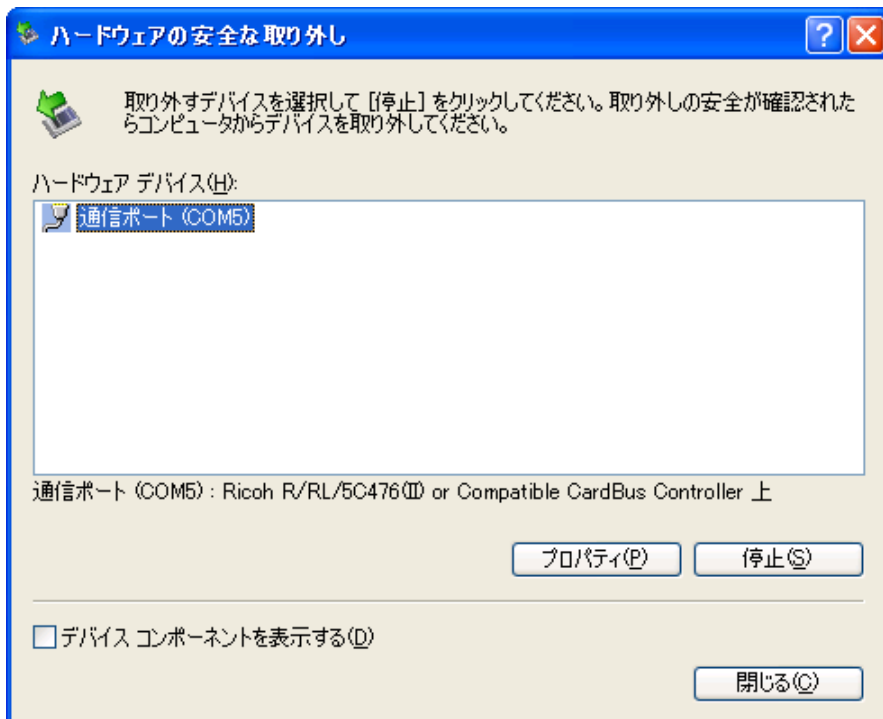 ハードウェアの安全な取り外し
取り外すデバイスを選択して [停止] をクリックしてください。取り外しの安全が確認された
らコンピュータからデバイスを取り外してください。
ハードウェア デバイス(H):
通信ポート (COM5)
通信ポート (COM5) : Ricoh R/RL/5C476(II) or Compatible CardBus Controller 上
プロパティ(P)
停止(S)
デバイス コンポーネントを表示する(D)
閉じる(C)